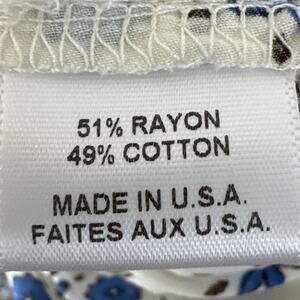 51% RAYON
49% COTTON
MADE IN U.S.A.
FAITES AUX U.S.A.